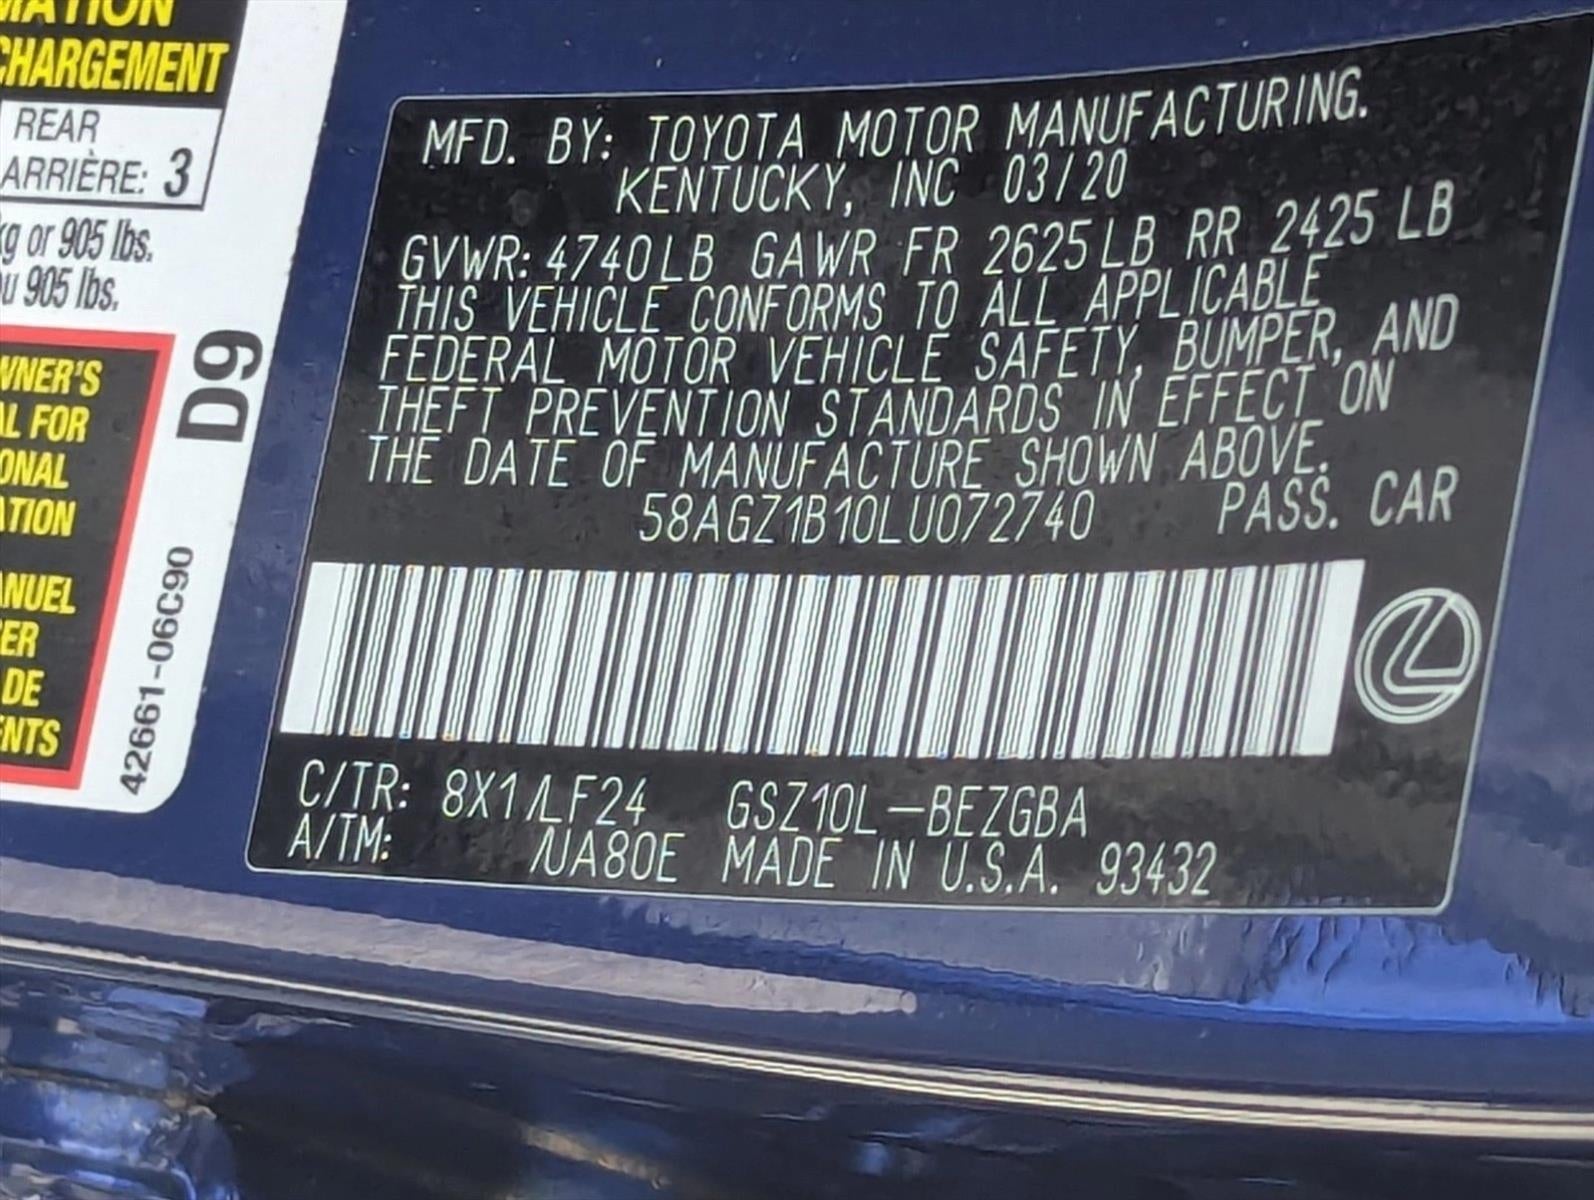 MATION
CHARGEMENT
REAR
ARRIÈRE: 3
kg or 905 lbs.
ou 905 lbs.
WNER'S
AL FOR
ONAL
ATION
ANUEL
ER
DE
ENTS
D9
42661-06C90
MFD. BY: TOYOTA MOTOR MANUFACTURING.
KENTUCKY, INC 03/20
GVWR: 4740LB GAWR FR 2625LB RR 2425 LB
THIS VEHICLE CONFORMS TO ALL APPLICABLE
FEDERAL MOTOR VEHICLE SAFETY, BUMPER, AND
THEFT PREVENTION STANDARDS IN EFFECT ON
THE DATE OF MANUFACTURE SHOWN ABOVE.
58AGZ1B10LU072740 PASS. CAR
C/TR: 8X1/LF24 GSZ10L-BEZGBA
A/TM: /UA80E MADE IN U.S.A. 93432